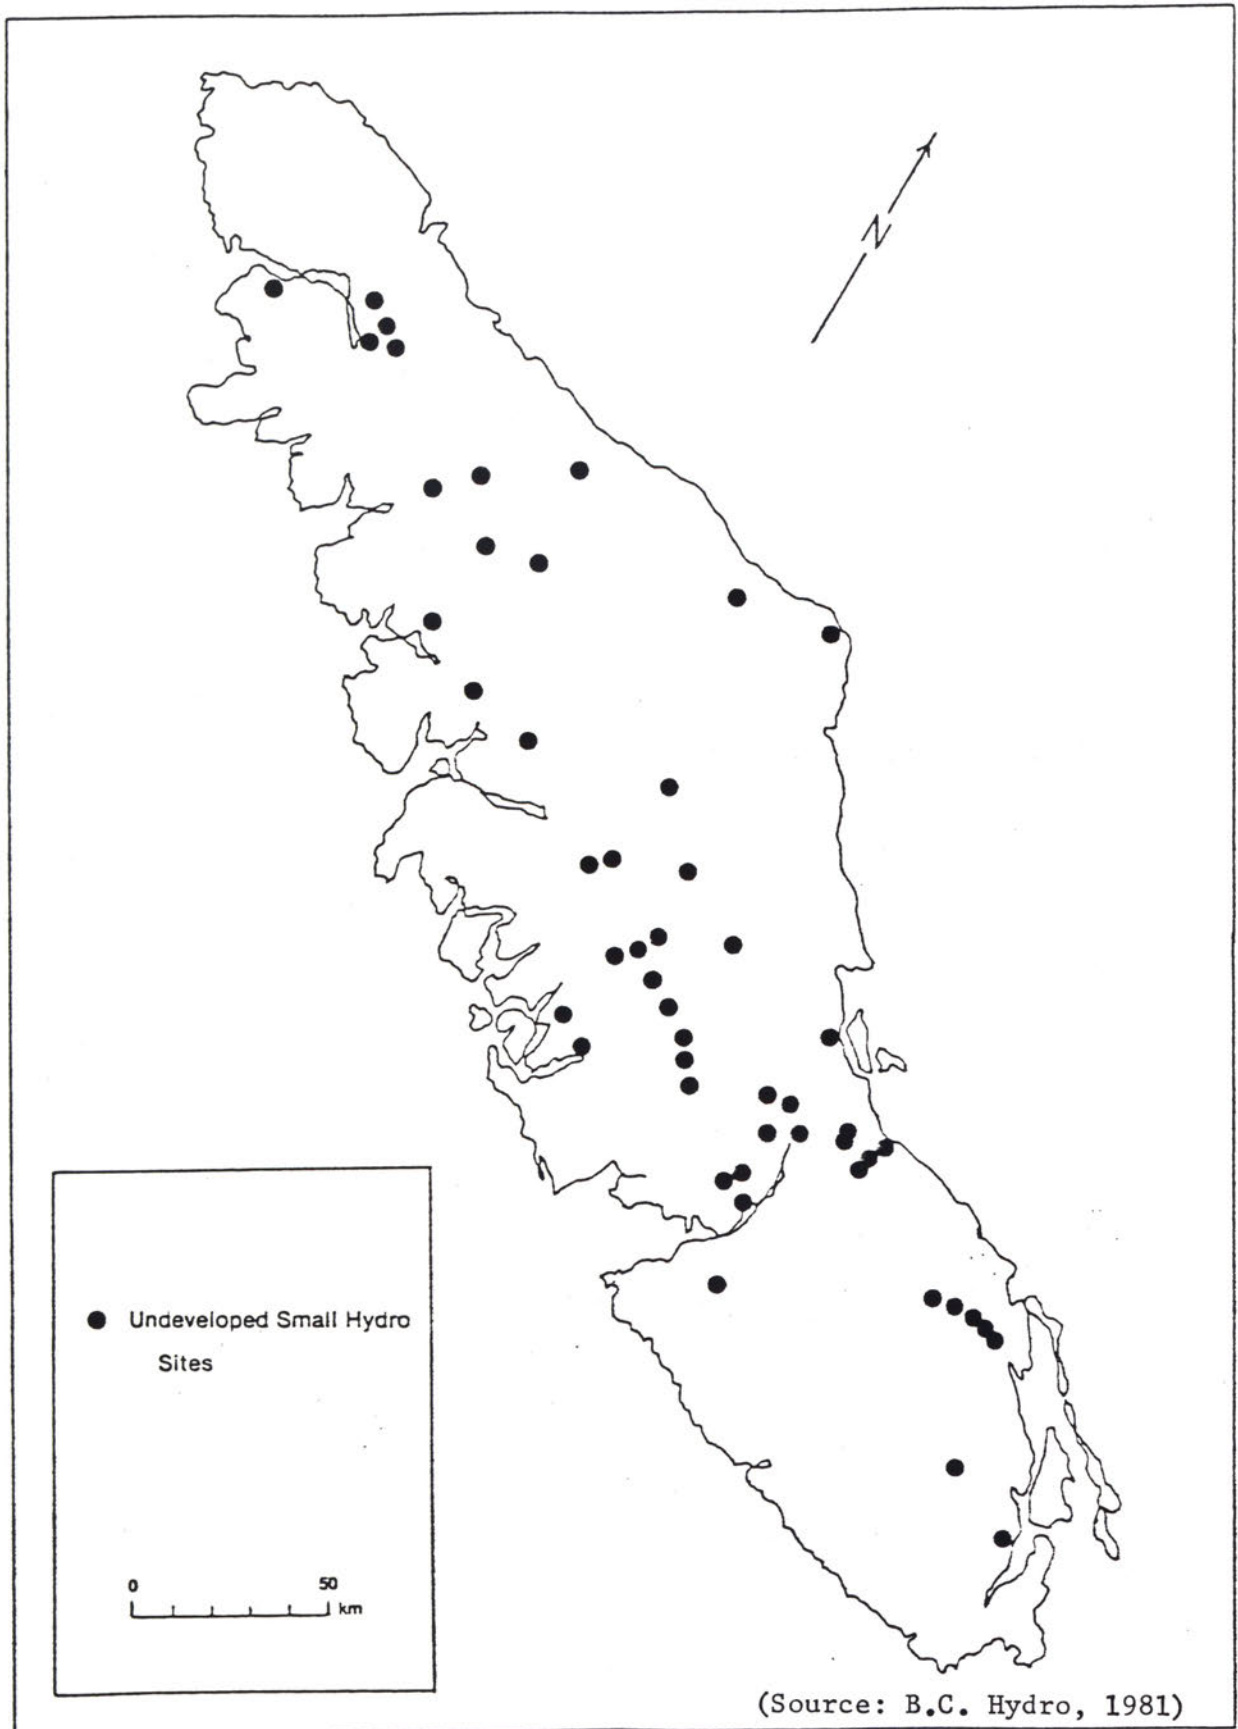 N
Undeveloped Small Hydro
Sites
0 50
km
(Source: B.C. Hydro, 1981)